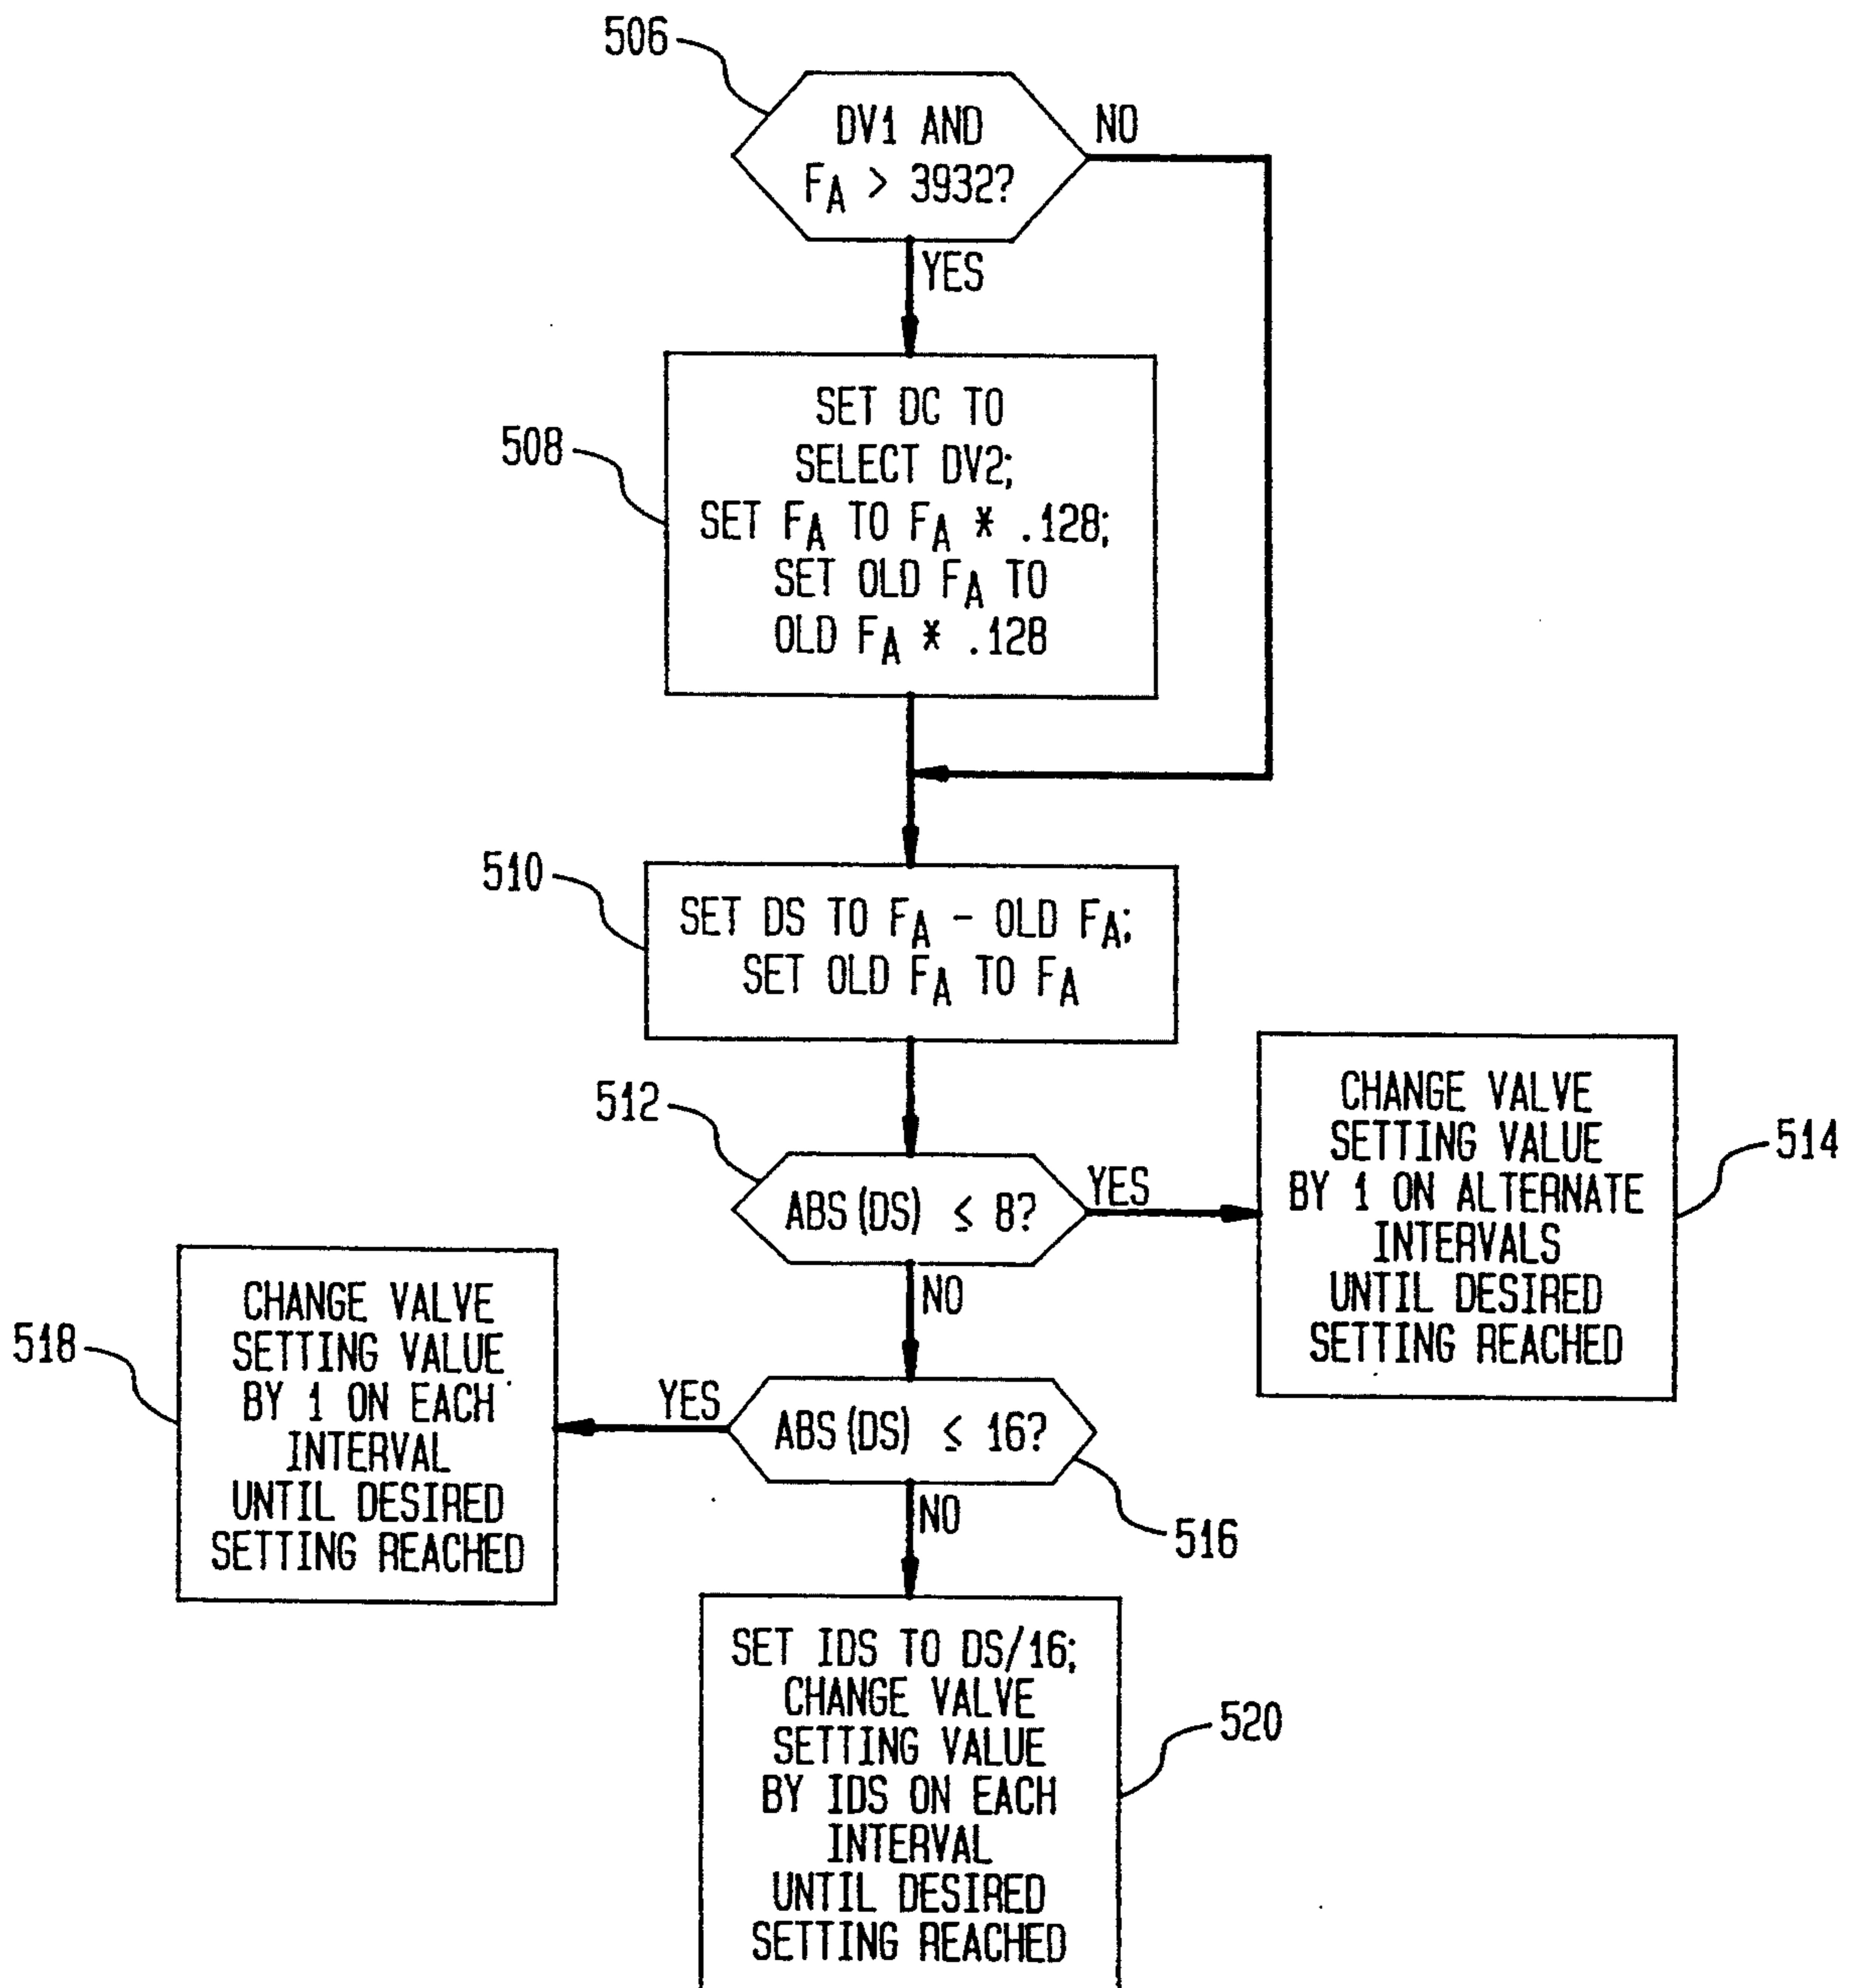 506
DV1 AND
FA > 3932?
NO
YES
508
SET DC TO
SELECT DV2;
SET FA TO FA * .128;
SET OLD FA TO
OLD FA * .128
510
SET DS TO FA - OLD FA;
SET OLD FA TO FA
512
ABS(DS) ≤ 8?
YES
NO
CHANGE VALVE
SETTING VALUE
BY 1 ON ALTERNATE
INTERVALS
UNTIL DESIRED
SETTING REACHED
514
518
CHANGE VALVE
SETTING VALUE
BY 1 ON EACH
INTERVAL
UNTIL DESIRED
SETTING REACHED
YES
ABS(DS) ≤ 16?
516
NO
SET IDS TO DS/16;
CHANGE VALVE
SETTING VALUE
BY IDS ON EACH
INTERVAL
UNTIL DESIRED
SETTING REACHED
520